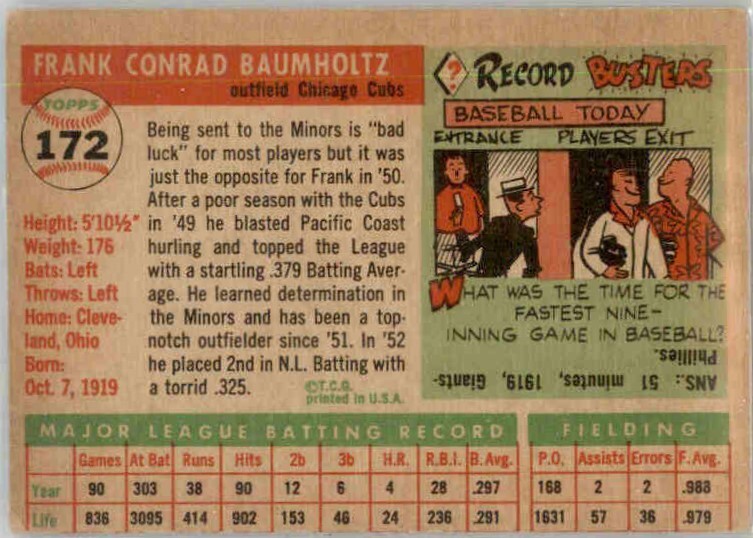 FRANK CONRAD BAUMHOLTZ
outfield Chicago Cubs
TOPPS
172
Being sent to the Minors is "bad
luck" for most players but it was
just the opposite for Frank in '50.
After a poor season with the Cubs
in '49 he blasted Pacific Coast
hurling and topped the League
with a startling .379 Batting Aver-
age. He learned determination in
the Minors and has been a top-
notch outfielder since '51. In '52
he placed 2nd in N.L. Batting with
a torrid .325.
©T.C.G.
printed in U.S.A.
Height: 5'10½"
Weight: 176
Bats: Left
Throws: Left
Home: Cleve-
land, Ohio
Born:
Oct. 7, 1919
? RECORD BUSTERS
BASEBALL TODAY
ENTRANCE PLAYERS EXIT
WHAT WAS THE TIME FOR THE
FASTEST NINE-
INNING GAME IN BASEBALL?
ANS.: 51 minutes, 1919, Giants-
Phillies.
MAJOR LEAGUE BATTING RECORD FIELDING
Games At Bat Runs Hits 2b 3b H.R. R.B.I. B.Avg. P.O. Assists Errors F.Avg.
Year 90 303 38 90 12 6 4 28 .297 168 2 2 .988
Life 836 3095 414 902 153 46 24 236 .291 1631 57 36 .979